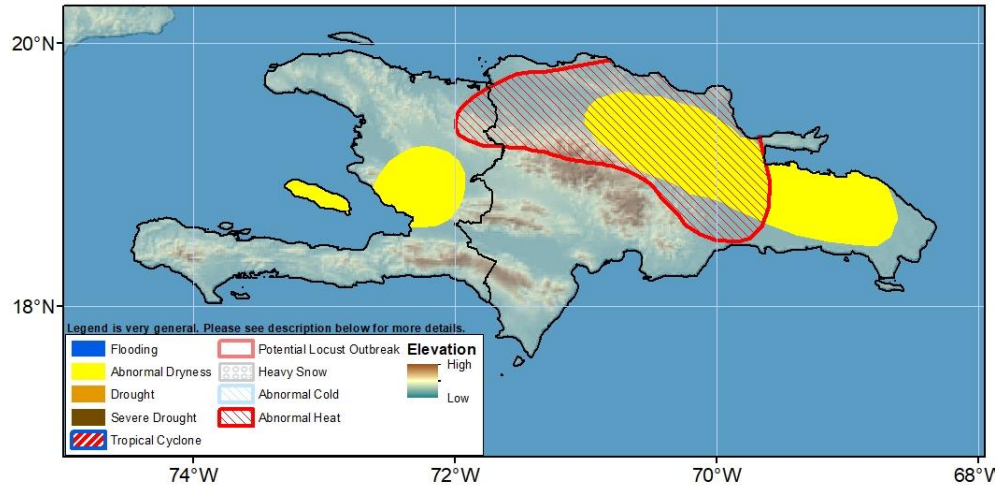 20°N
18°N
Legend is very general. Please see description below for more details.
Flooding
Abnormal Dryness
Drought
Severe Drought
Tropical Cyclone
Potential Locust Outbreak
Heavy Snow
Abnormal Cold
Abnormal Heat
Elevation
High
Low
74°W
72°W
70°W
68°W